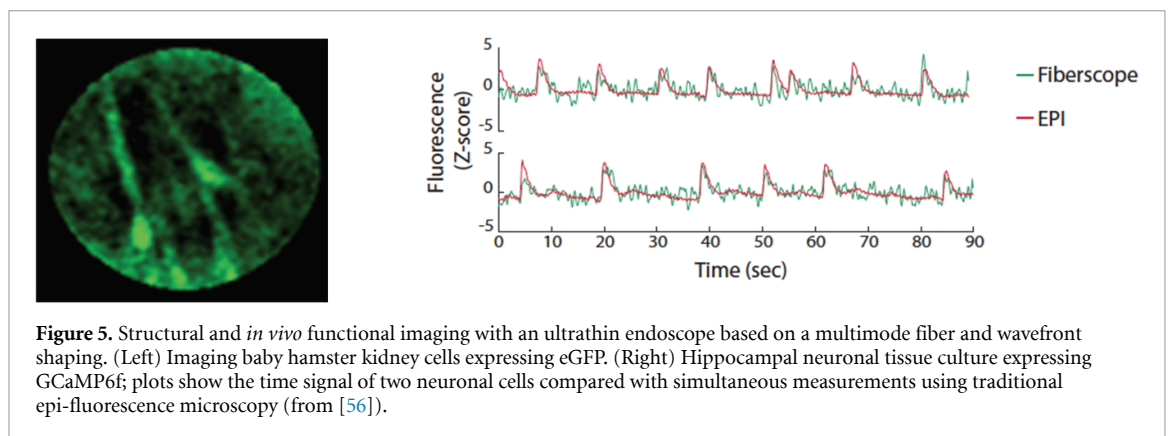 5
0
-5
5
0
-5
Fluorescence
(Z-score)
0 10 20 30 40 50 60 70 80 90
Time (sec)
Fiberscope
EPI
Figure 5. Structural and in vivo functional imaging with an ultrathin endoscope based on a multimode fiber and wavefront
shaping. (Left) Imaging baby hamster kidney cells expressing eGFP. (Right) Hippocampal neuronal tissue culture expressing
GCaMP6f; plots show the time signal of two neuronal cells compared with simultaneous measurements using traditional
epi-fluorescence microscopy (from [56]).